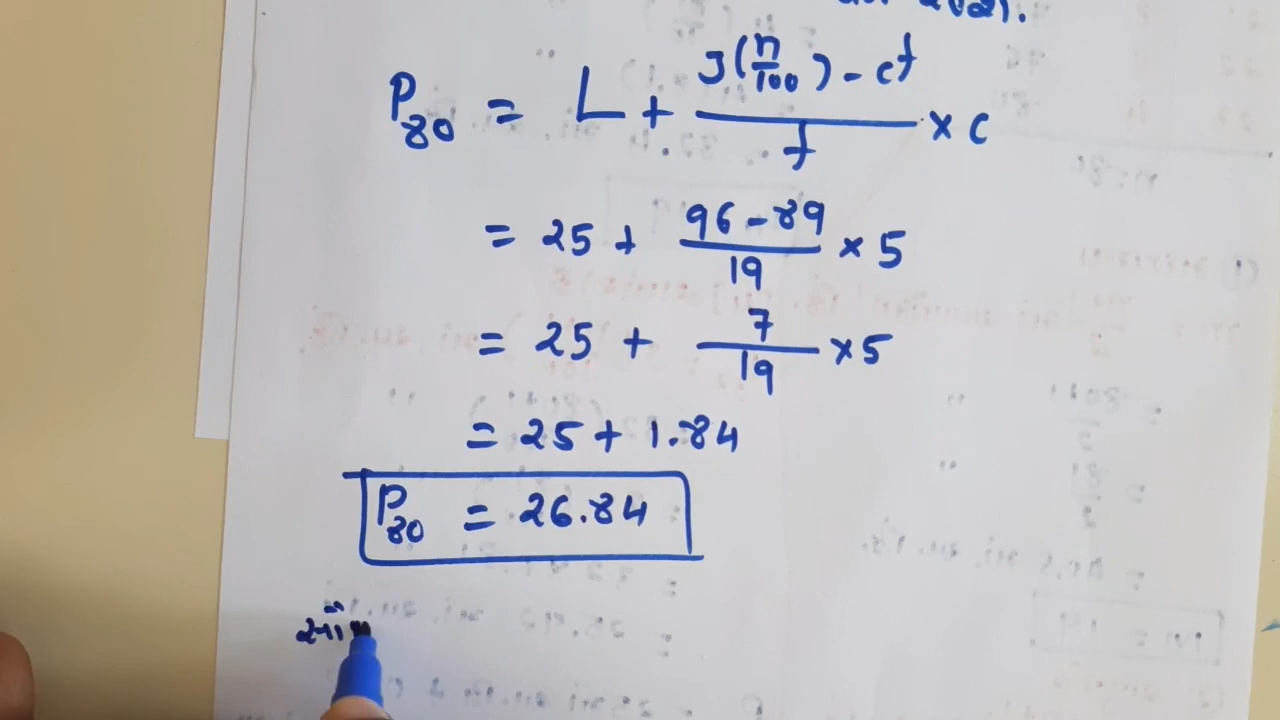 P80 = L + J(n/100) - cf / f × c
= 25 + 96 - 89 / 19 × 5
= 25 + 7 / 19 × 5
= 25 + 1.84
P80 = 26.84